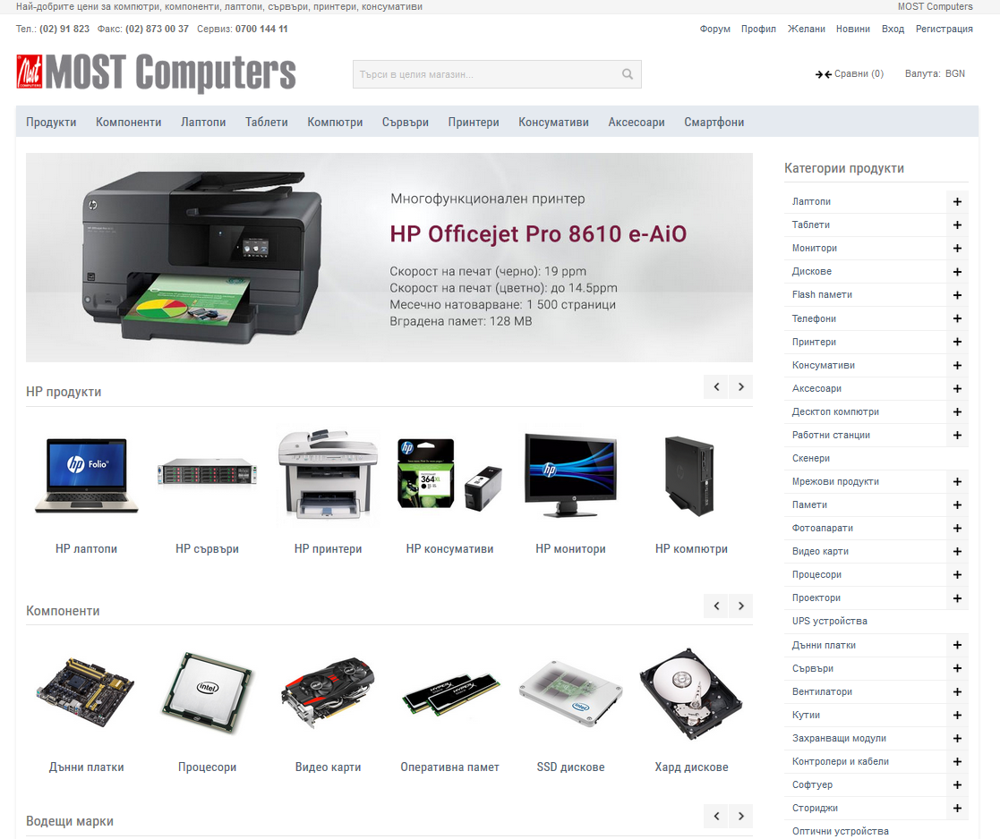 Най-добрите цени за компютри, компоненти, лаптопи, сървъри, принтери, консумативи
MOST Computers
Тел.: (02) 91 823 Факс: (02) 873 00 37 Сервиз: 0700 144 11
Форум Профил Желани Новини Вход Регистрация
Most
COMPUTERS
MOST Computers
Търси в целия магазин...
Сравни (0)
Валута: BGN
Продукти Компоненти Лаптопи Таблети Компютри Сървъри Принтери Консумативи Аксесоари Смартфони
Многофункционален принтер
HP Officejet Pro 8610 e-AiO
Скорост на печат (черно): 19 ppm
Скорост на печат (цветно): до 14.5ppm
Месечно натоварване: 1 500 страници
Вградена памет: 128 MB
HP продукти
hp Folio
hp
364XL
HP лаптопи
HP сървъри
HP принтери
HP консумативи
HP монитори
HP компютри
Компоненти
intel
HYPERX
intel
Дънни платки
Процесори
Видео карти
Оперативна памет
SSD дискове
Хард дискове
Водещи марки
Категории продукти
Лаптопи
Таблети
Монитори
Дискове
Flash памети
Телефони
Принтери
Консумативи
Аксесоари
Десктоп компютри
Работни станции
Скенери
Мрежови продукти
Памети
Фотоапарати
Видео карти
Процесори
Проектори
UPS устройства
Дънни платки
Сървъри
Вентилатори
Кутии
Захранващи модули
Контролери и кабели
Софтуер
Сториджи
Оптични устройства